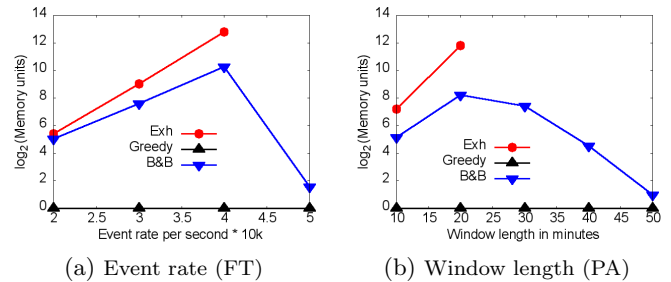 14
12
10
8
6
4
2
0
log2 (Memory units)
Exh
Greedy
B&B
2 2.5 3 3.5 4 4.5 5
Event rate per second * 10k
(a) Event rate (FT)
14
12
10
8
6
4
2
0
log2 (Memory units)
Exh
Greedy
B&B
10 15 20 25 30 35 40 45 50
Window length in minutes
(b) Window length (PA)